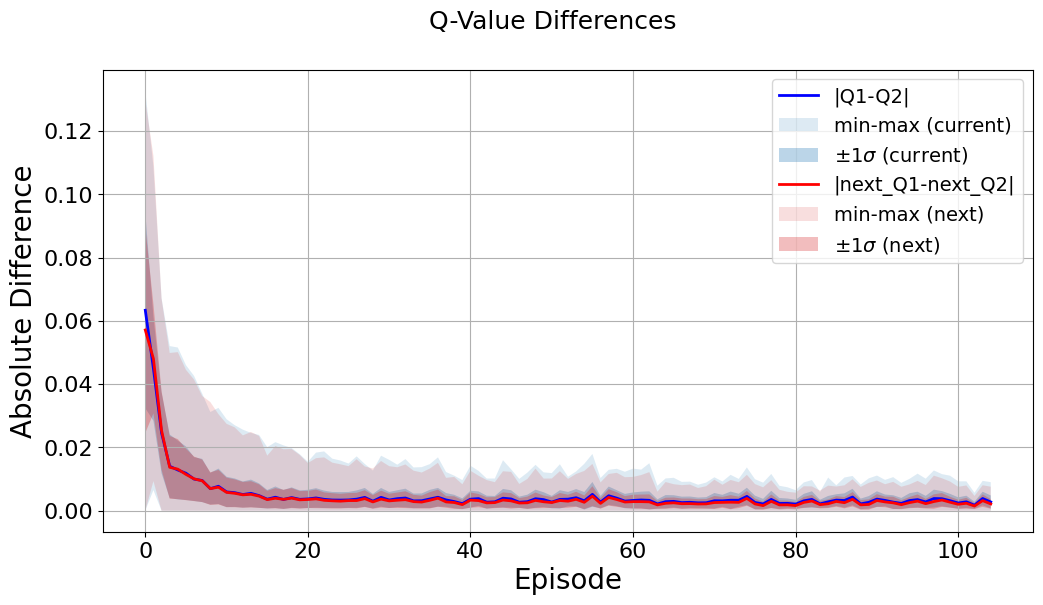 Q-Value Differences
Absolute Difference
0.12
0.10
0.08
0.06
0.04
0.02
0.00
|Q1-Q2|
min-max (current)
±1σ (current)
|next_Q1-next_Q2|
min-max (next)
±1σ (next)
0 20 40 60 80 100
Episode